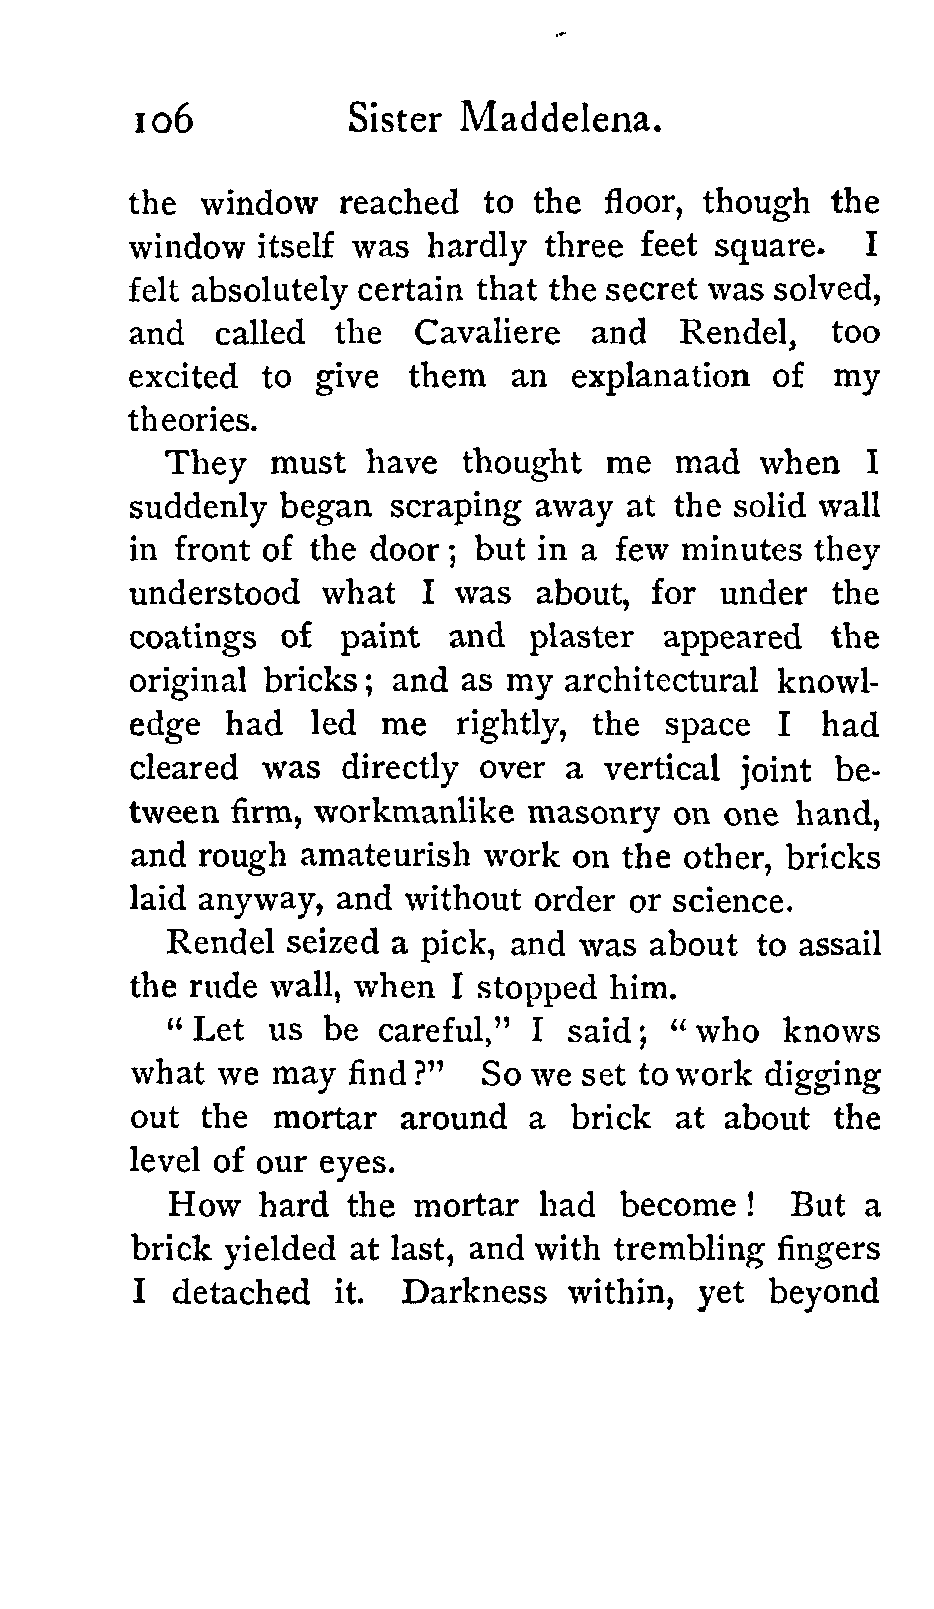 106 Sister Maddelena.
the window reached to the floor, though the
window itself was hardly three feet square. I
felt absolutely certain that the secret was solved,
and called the Cavaliere and Rendel, too
excited to give them an explanation of my
theories.
They must have thought me mad when I
suddenly began scraping away at the solid wall
in front of the door; but in a few minutes they
understood what I was about, for under the
coatings of paint and plaster appeared the
original bricks; and as my architectural knowl-
edge had led me rightly, the space I had
cleared was directly over a vertical joint be-
tween firm, workmanlike masonry on one hand,
and rough amateurish work on the other, bricks
laid anyway, and without order or science.
Rendel seized a pick, and was about to assail
the rude wall, when I stopped him.
“Let us be careful,” I said; “who knows
what we may find?” So we set to work digging
out the mortar around a brick at about the
level of our eyes.
How hard the mortar had become! But a
brick yielded at last, and with trembling fingers
I detached it. Darkness within, yet beyond